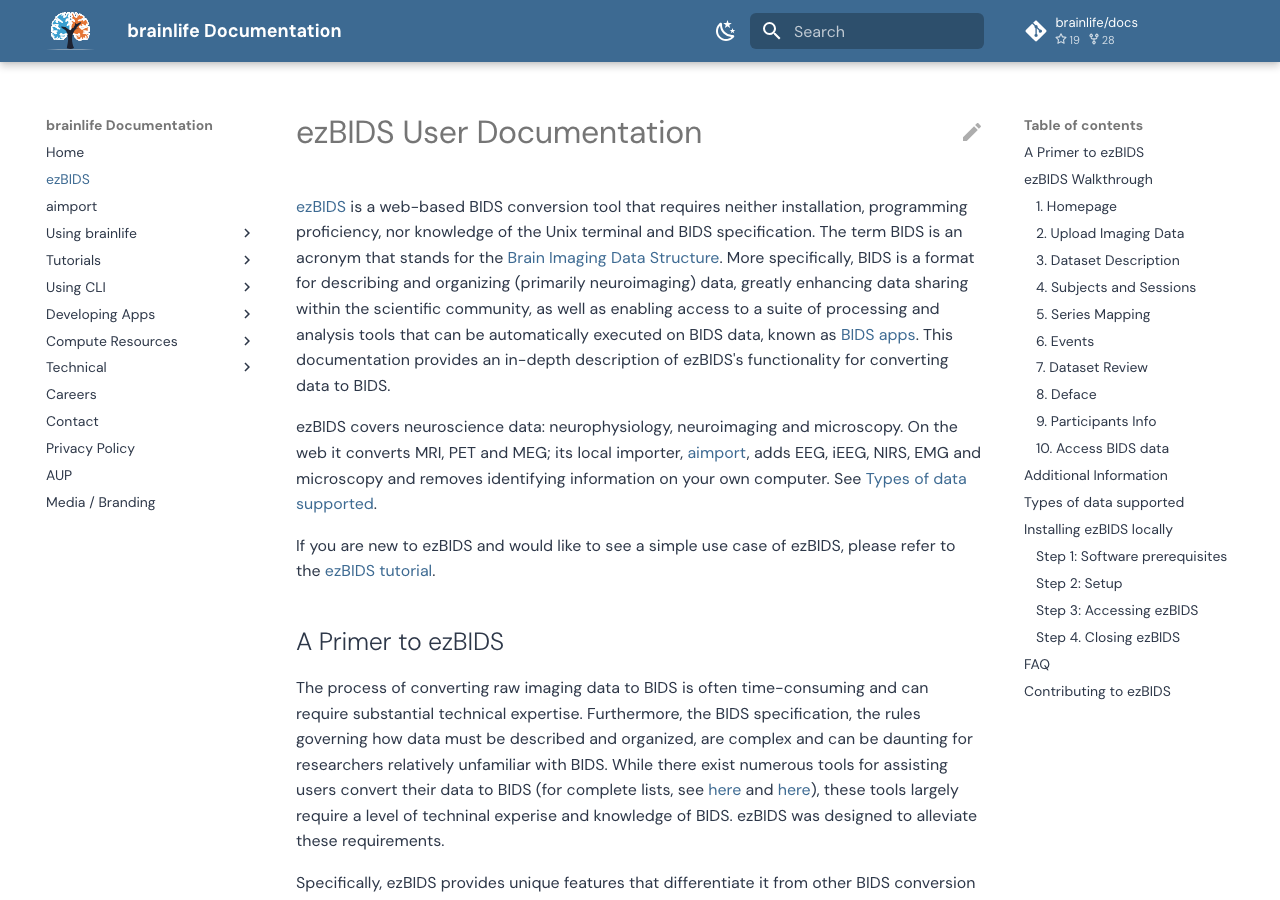 brainlife Documentation
Search
brainlife/docs
19 28
brainlife Documentation
Home
ezBIDS
aimport
Using brainlife
Tutorials
Using CLI
Developing Apps
Compute Resources
Technical
Careers
Contact
Privacy Policy
AUP
Media / Branding
ezBIDS User Documentation
ezBIDS is a web-based BIDS conversion tool that requires neither installation, programming
proficiency, nor knowledge of the Unix terminal and BIDS specification. The term BIDS is an
acronym that stands for the Brain Imaging Data Structure. More specifically, BIDS is a format
for describing and organizing (primarily neuroimaging) data, greatly enhancing data sharing
within the scientific community, as well as enabling access to a suite of processing and
analysis tools that can be automatically executed on BIDS data, known as BIDS apps. This
documentation provides an in-depth description of ezBIDS's functionality for converting
data to BIDS.
ezBIDS covers neuroscience data: neurophysiology, neuroimaging and microscopy. On the
web it converts MRI, PET and MEG; its local importer, aimport, adds EEG, iEEG, NIRS, EMG and
microscopy and removes identifying information on your own computer. See Types of data
supported.
If you are new to ezBIDS and would like to see a simple use case of ezBIDS, please refer to
the ezBIDS tutorial.
A Primer to ezBIDS
The process of converting raw imaging data to BIDS is often time-consuming and can
require substantial technical expertise. Furthermore, the BIDS specification, the rules
governing how data must be described and organized, are complex and can be daunting for
researchers relatively unfamiliar with BIDS. While there exist numerous tools for assisting
users convert their data to BIDS (for complete lists, see here and here), these tools largely
require a level of techninal experise and knowledge of BIDS. ezBIDS was designed to alleviate
these requirements.
Specifically, ezBIDS provides unique features that differentiate it from other BIDS conversion
Table of contents
A Primer to ezBIDS
ezBIDS Walkthrough
1. Homepage
2. Upload Imaging Data
3. Dataset Description
4. Subjects and Sessions
5. Series Mapping
6. Events
7. Dataset Review
8. Deface
9. Participants Info
10. Access BIDS data
Additional Information
Types of data supported
Installing ezBIDS locally
Step 1: Software prerequisites
Step 2: Setup
Step 3: Accessing ezBIDS
Step 4. Closing ezBIDS
FAQ
Contributing to ezBIDS